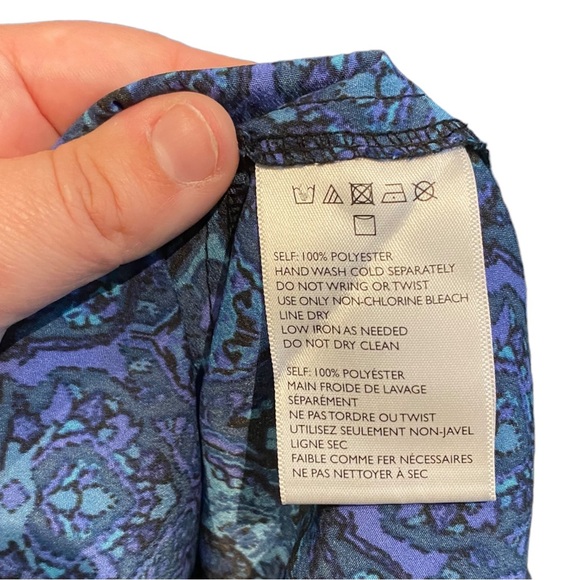 SELF: 100% POLYESTER
HAND WASH COLD SEPARATELY
DO NOT WRING OR TWIST
USE ONLY NON-CHLORINE BLEACH
LINE DRY
LOW IRON AS NEEDED
DO NOT DRY CLEAN
SELF: 100% POLYÉSTER
MAIN FROIDE DE LAVAGE
SÉPARÉMENT
NE PAS TORDRE OU TWIST
UTILISEZ SEULEMENT NON-JAVEL
LIGNE SEC
FAIBLE COMME FER NÉCESSAIRES
NE PAS NETTOYER À SEC